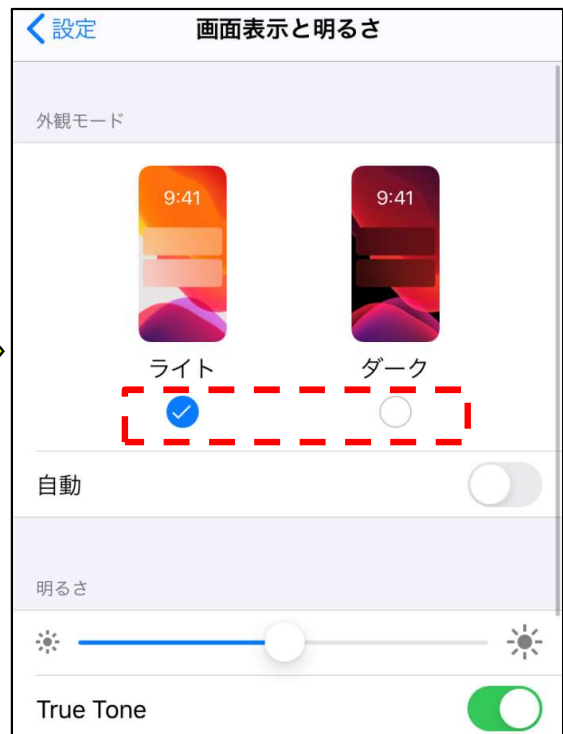 設定 画面表示と明るさ
外観モード
9:41 9:41
ライト ダーク
自動
明るさ
True Tone